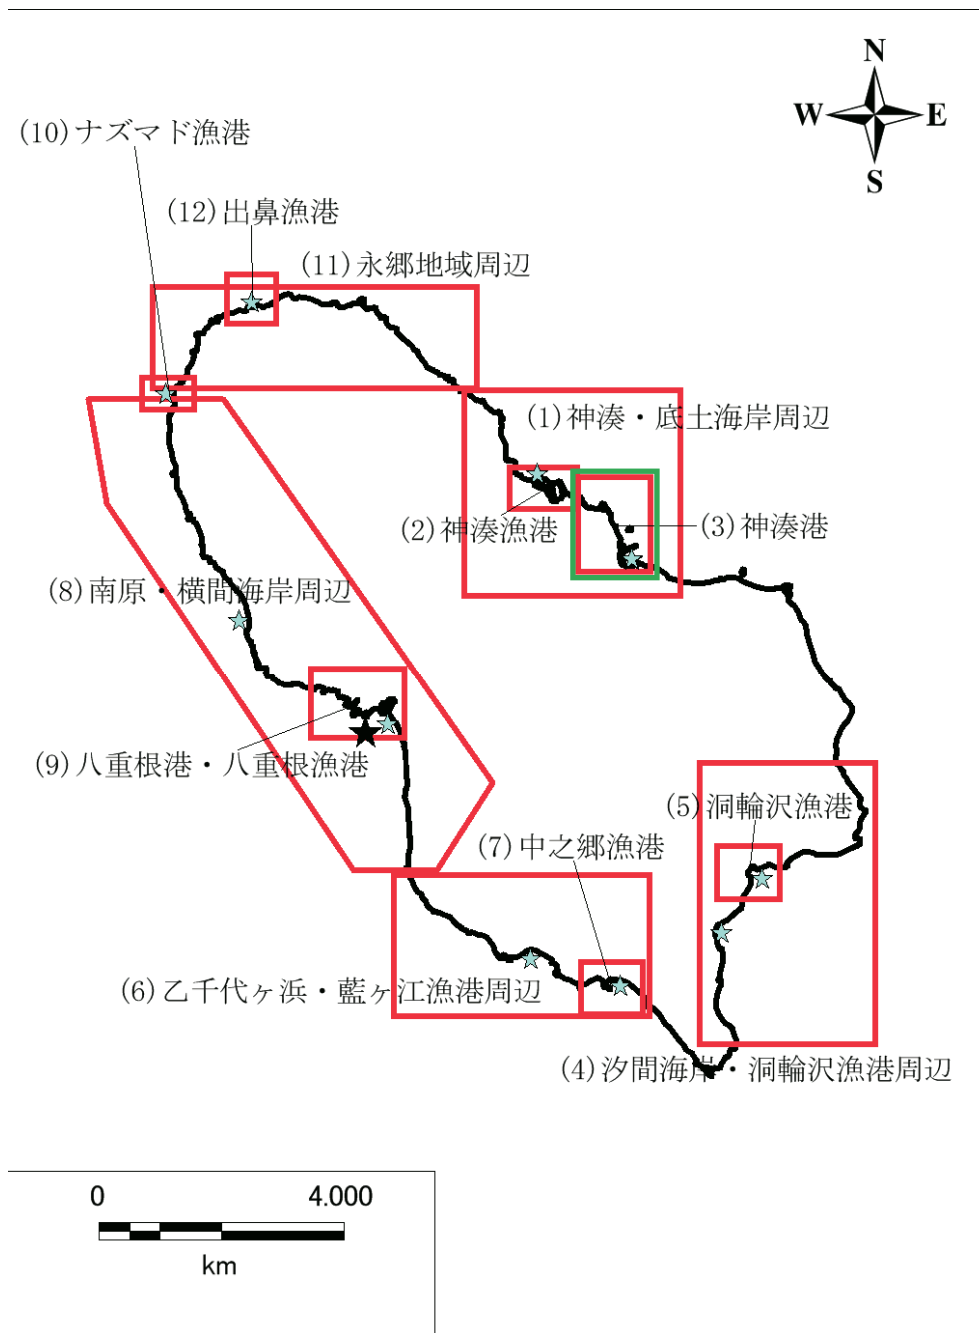 N
W E
S
(10)ナズマド漁港
(12)出鼻漁港
(11)永郷地域周辺
(1)神湊・底土海岸周辺
(2)神湊漁港
(3)神湊港
(8)南原・横間海岸周辺
(9)八重根港・八重根漁港
(5)洞輪沢漁港
(7)中之郷漁港
(6)乙千代ヶ浜・藍ヶ江漁港周辺
(4)汐間海岸・洞輪沢漁港周辺
0 4.000
km